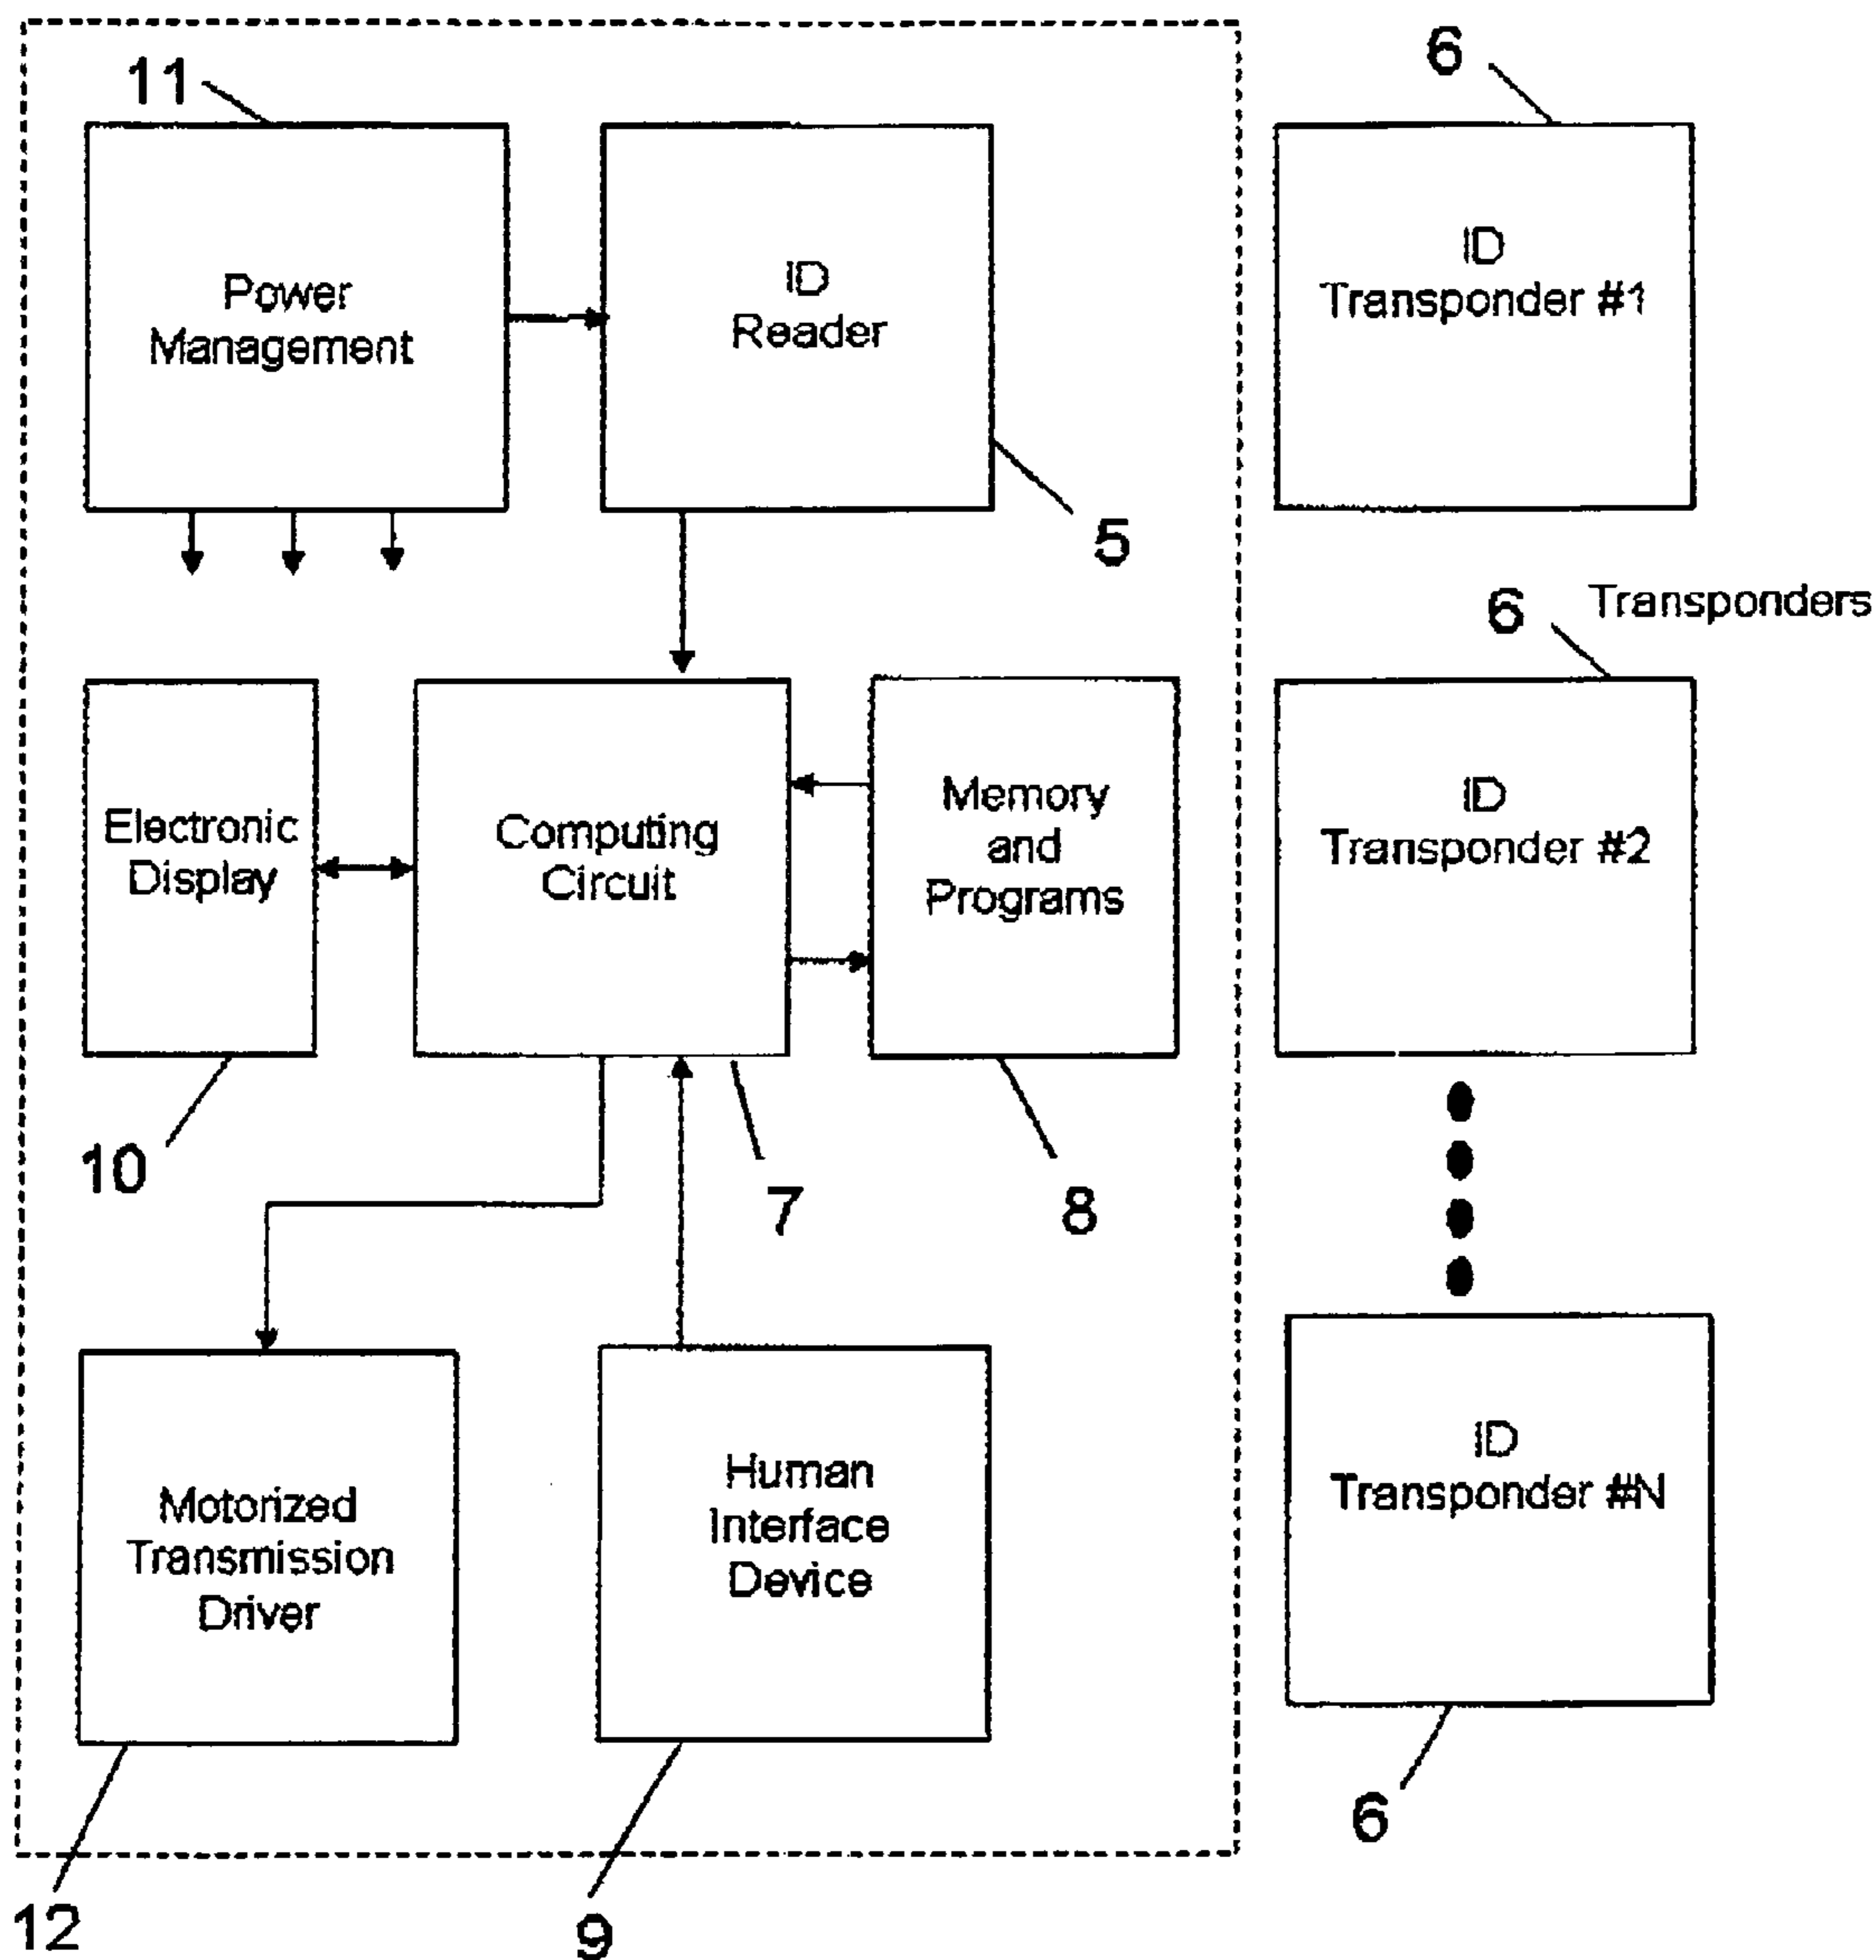 11
6
Power
Management
ID
Reader
ID
Transponder #1
5
6
Transponders
Electronic
Display
Computing
Circuit
Memory
and
Programs
ID
Transponder #2
10
7
8
Motorized
Transmission
Driver
Human
Interface
Device
ID
Transponder #N
6
12
9